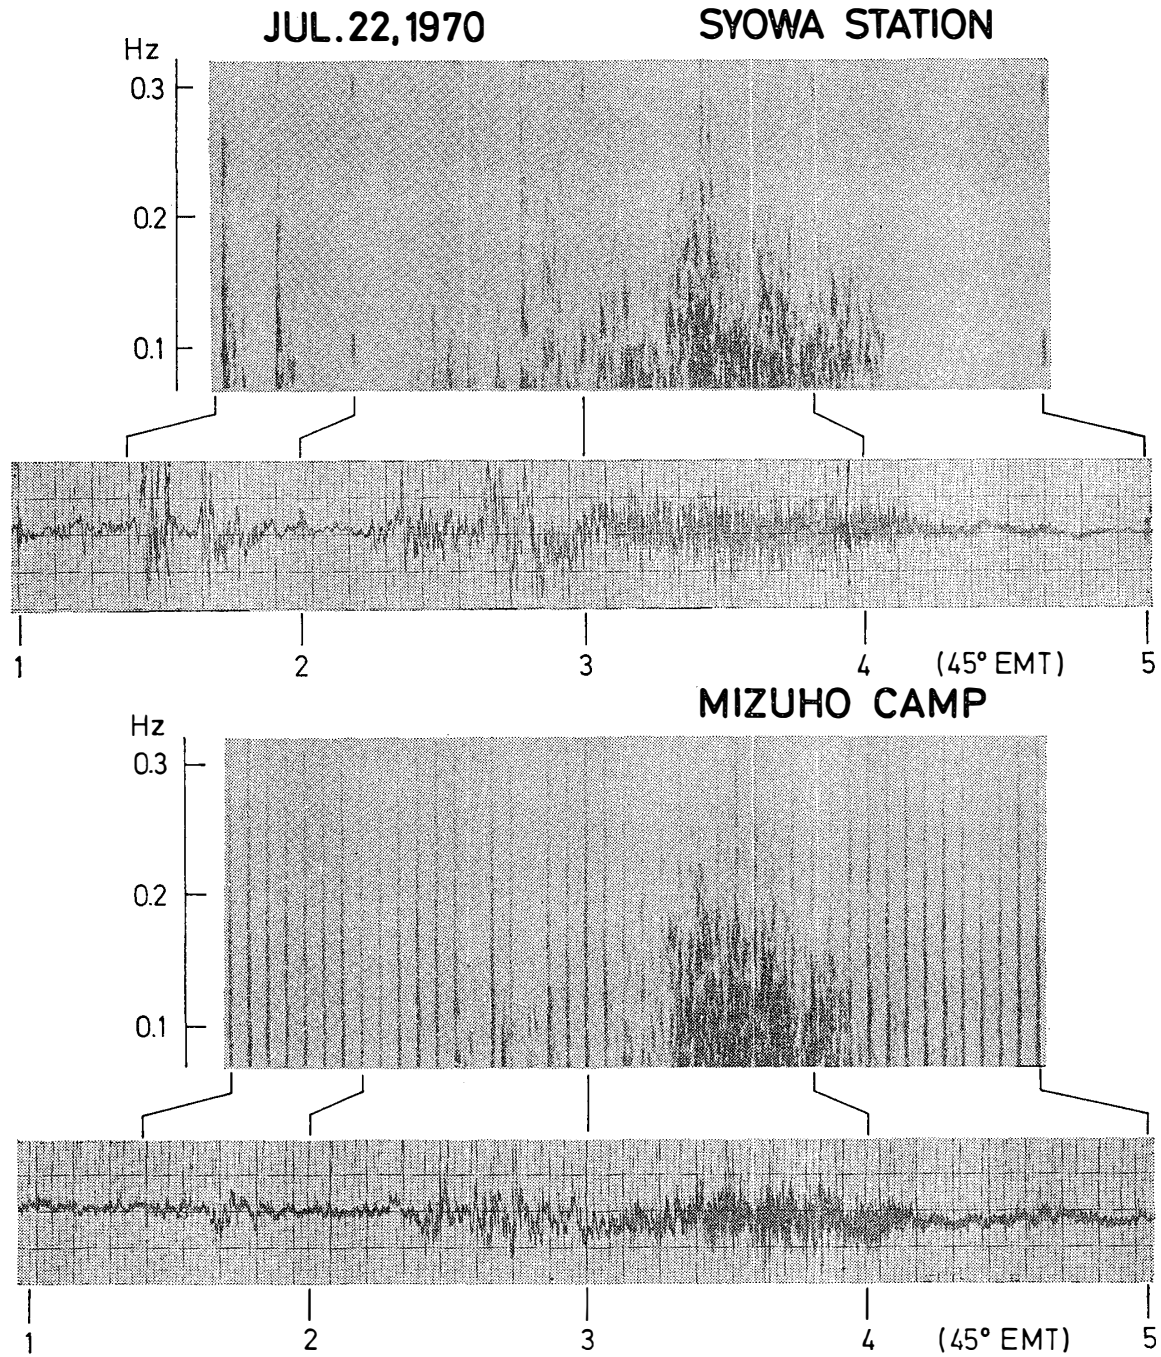 JUL.22,1970 SYOWA STATION
Hz
0.3
0.2
0.1
1 2 3 4 (45° EMT) 5
MIZUHO CAMP
Hz
0.3
0.2
0.1
1 2 3 4 (45° EMT) 5